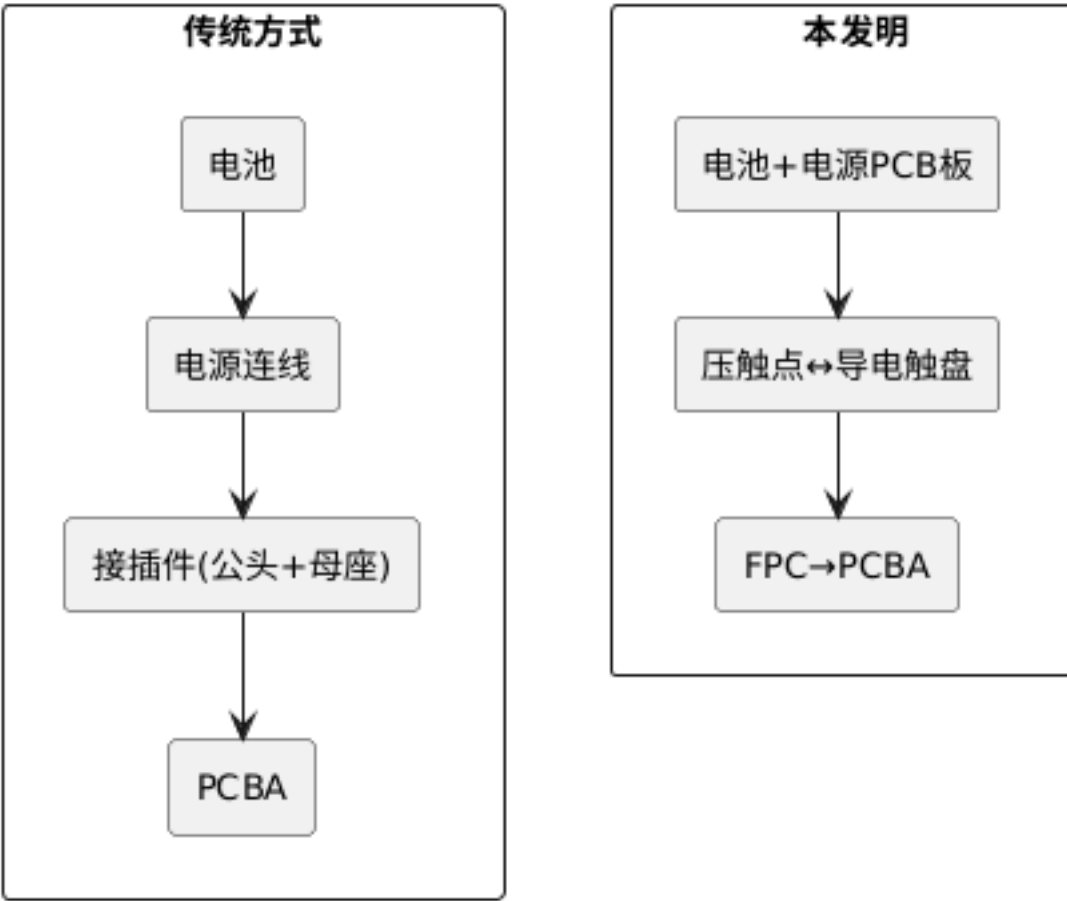 传统方式
电池
电源连线
接插件(公头+母座)
PCBA
本发明
电池+电源PCB板
压触点↔导电触盘
FPC→PCBA